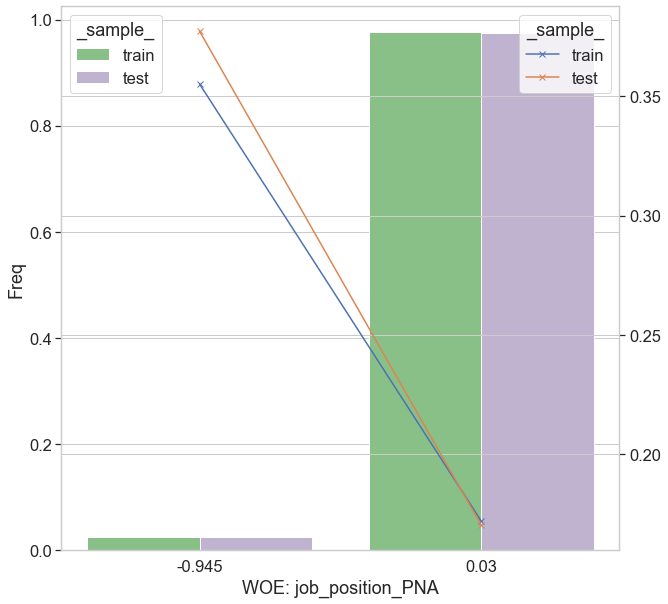 _sample_
train
test
_sample_
train
test
1.0
0.8
0.6
0.4
0.2
0.0
Freq
0.35
0.30
0.25
0.20
-0.945
0.03
WOE: job_position_PNA